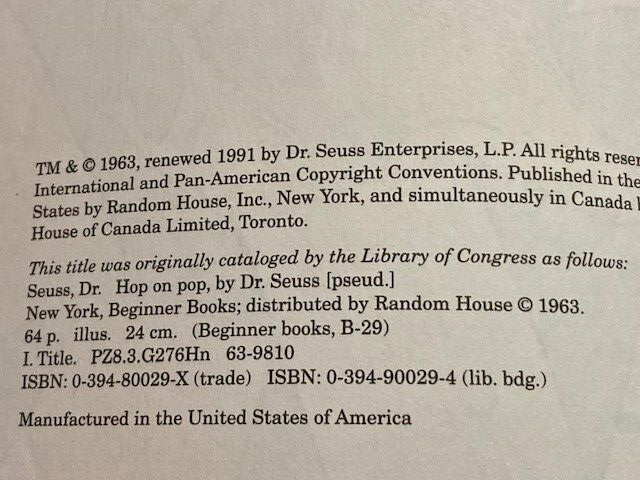 TM & © 1963, renewed 1991 by Dr. Seuss Enterprises, L.P. All rights reser
International and Pan-American Copyright Conventions. Published in the
States by Random House, Inc., New York, and simultaneously in Canada
House of Canada Limited, Toronto.
This title was originally cataloged by the Library of Congress as follows:
Seuss, Dr. Hop on pop, by Dr. Seuss [pseud.]
New York, Beginner Books; distributed by Random House © 1963.
64 p. illus. 24 cm. (Beginner books, B-29)
I. Title. PZ8.3.G276Hn 63-9810
ISBN: 0-394-80029-X (trade) ISBN: 0-394-90029-4 (lib. bdg.)
Manufactured in the United States of America